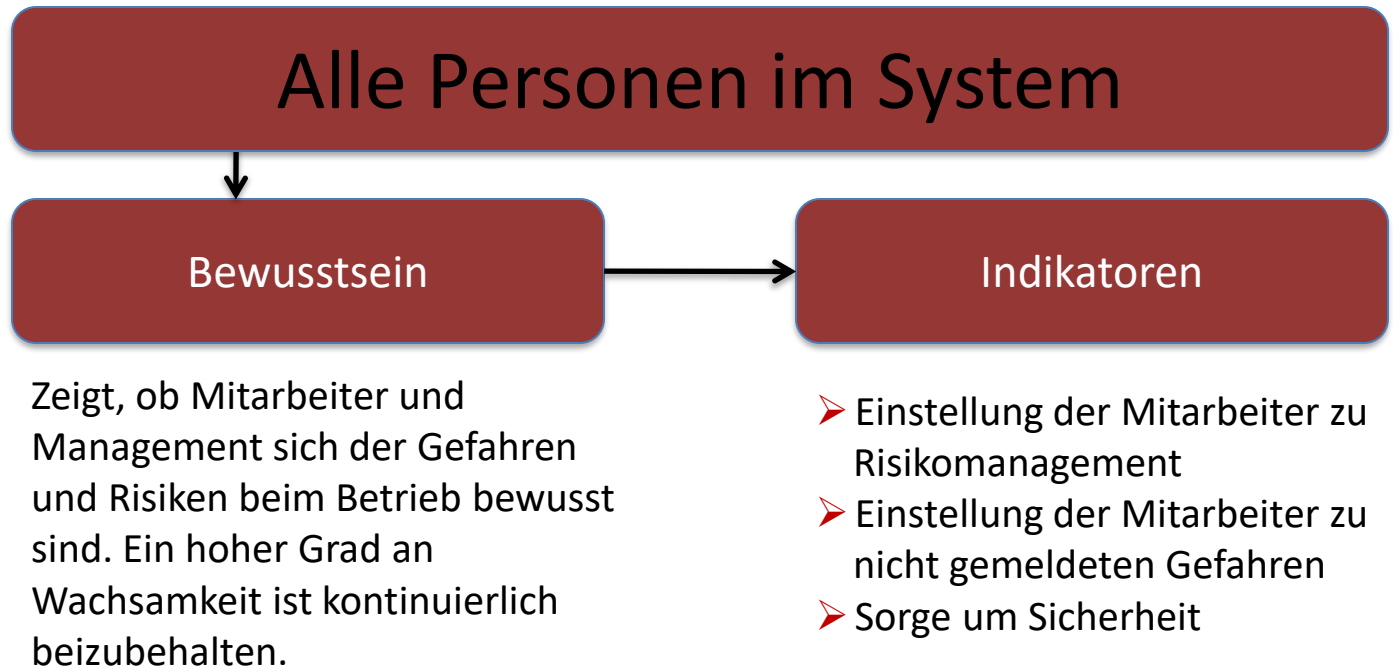 Alle Personen im System
Bewusstsein
Indikatoren
Zeigt, ob Mitarbeiter und
Management sich der Gefahren
und Risiken beim Betrieb bewusst
sind. Ein hoher Grad an
Wachsamkeit ist kontinuierlich
beizubehalten.
Einstellung der Mitarbeiter zu
Risikomanagement
Einstellung der Mitarbeiter zu
nicht gemeldeten Gefahren
Sorge um Sicherheit